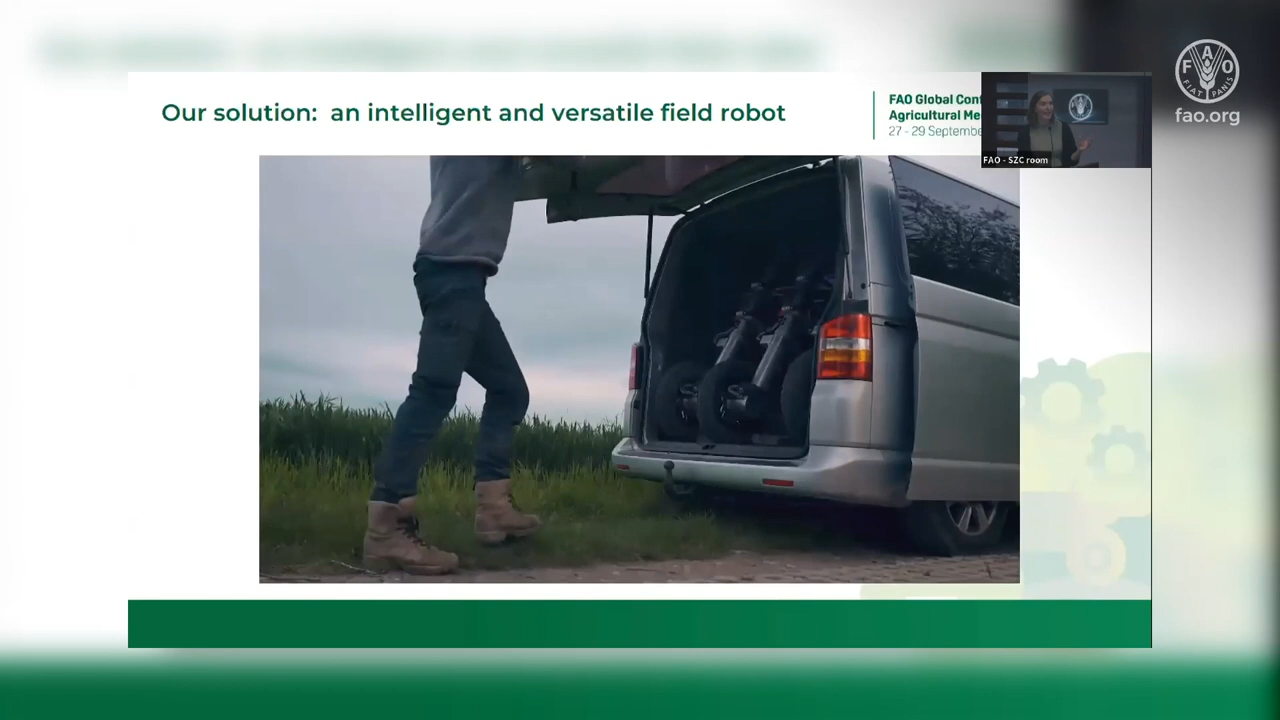 Our solution: an intelligent and versatile field robot
FAO Global Con
Agricultural Me
27 - 29 Septembe
FAO - SZC room
FAO
FIAT PANIS
fao.org